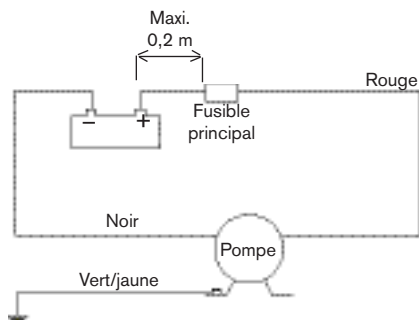 Maxi.
0,2 m
Rouge
− +
Fusible
principal
Noir
Pompe
Vert/jaune